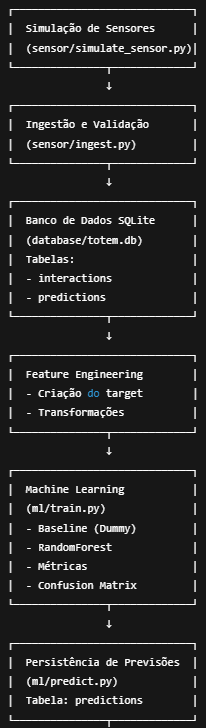 Simulação de Sensores
(sensor/simulate_sensor.py)
↓
Ingestão e Validação
(sensor/ingest.py)
↓
Banco de Dados SQLite
(database/totem.db)
Tabelas:
- interactions
- predictions
↓
Feature Engineering
- Criação do target
- Transformações
↓
Machine Learning
(ml/train.py)
- Baseline (Dummy)
- RandomForest
- Métricas
- Confusion Matrix
↓
Persistência de Previsões
(ml/predict.py)
Tabela: predictions